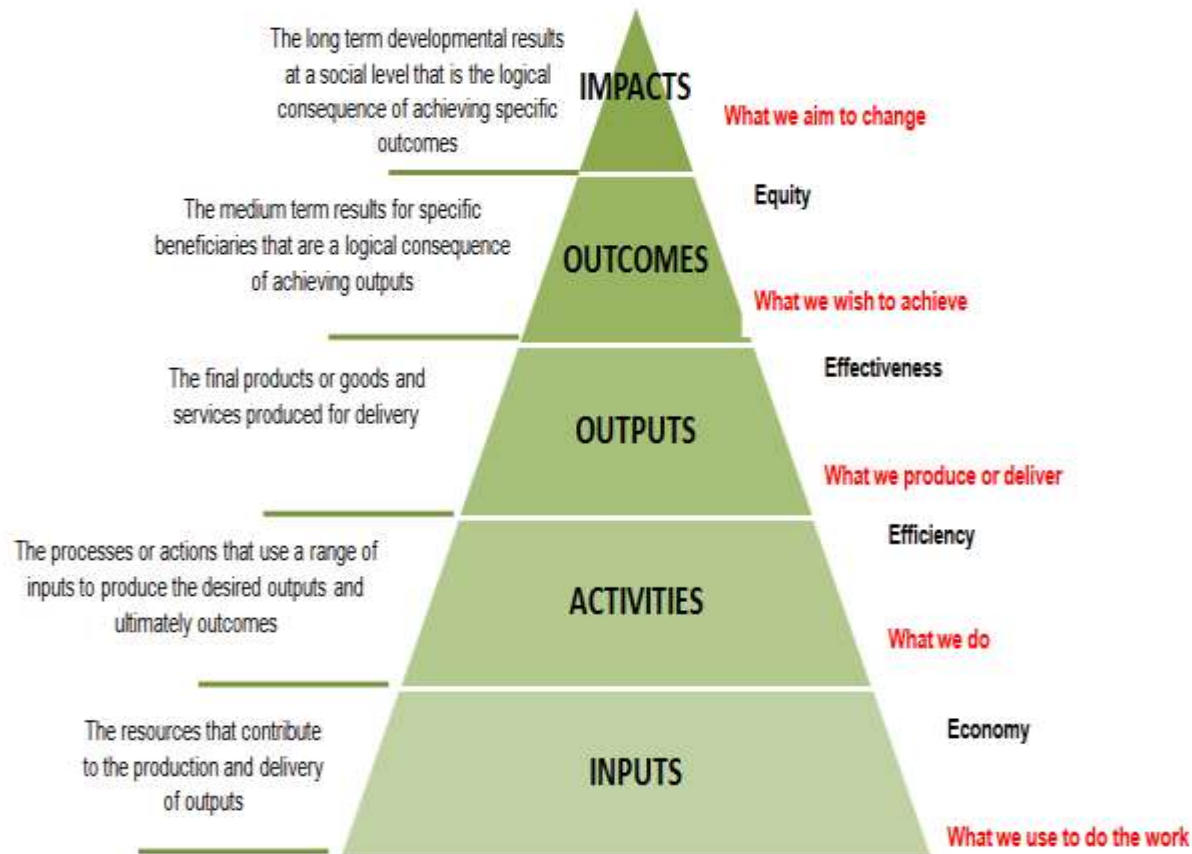 The long term developmental results
at a social level that is the logical
consequence of achieving specific
outcomes
IMPACTS
What we aim to change
The medium term results for specific
beneficiaries that are a logical consequence
of achieving outputs
OUTCOMES
Equity
What we wish to achieve
The final products or goods and
services produced for delivery
OUTPUTS
Effectiveness
What we produce or deliver
The processes or actions that use a range of
inputs to produce the desired outputs and
ultimately outcomes
ACTIVITIES
Efficiency
What we do
The resources that contribute
to the production and delivery
of outputs
INPUTS
Economy
What we use to do the work